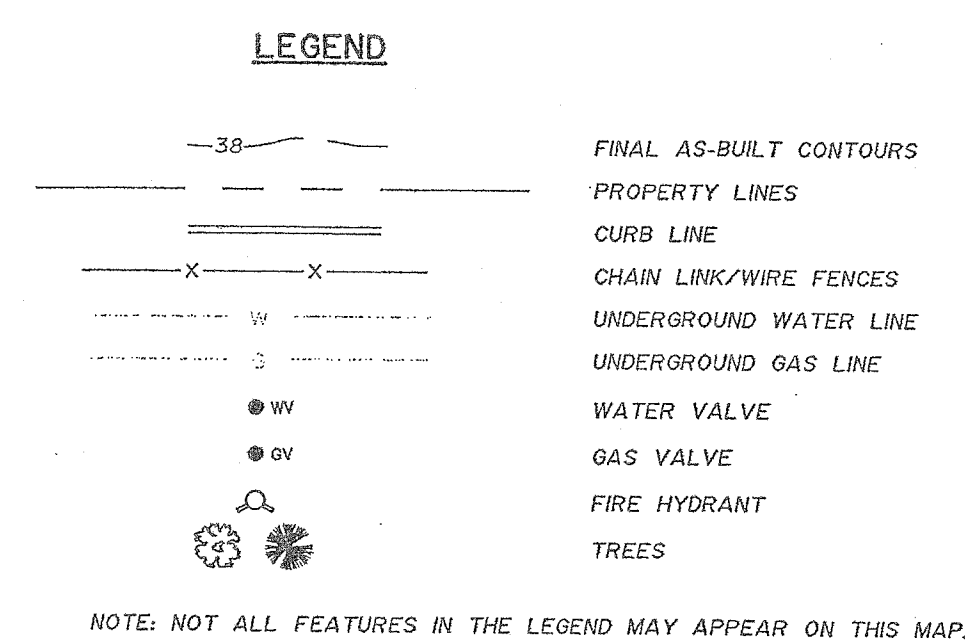 LEGEND
38 FINAL AS-BUILT CONTOURS
PROPERTY LINES
CURB LINE
X X CHAIN LINK/WIRE FENCES
W UNDERGROUND WATER LINE
G UNDERGROUND GAS LINE
WV WATER VALVE
GV GAS VALVE
FIRE HYDRANT
TREES
NOTE: NOT ALL FEATURES IN THE LEGEND MAY APPEAR ON THIS MAP.